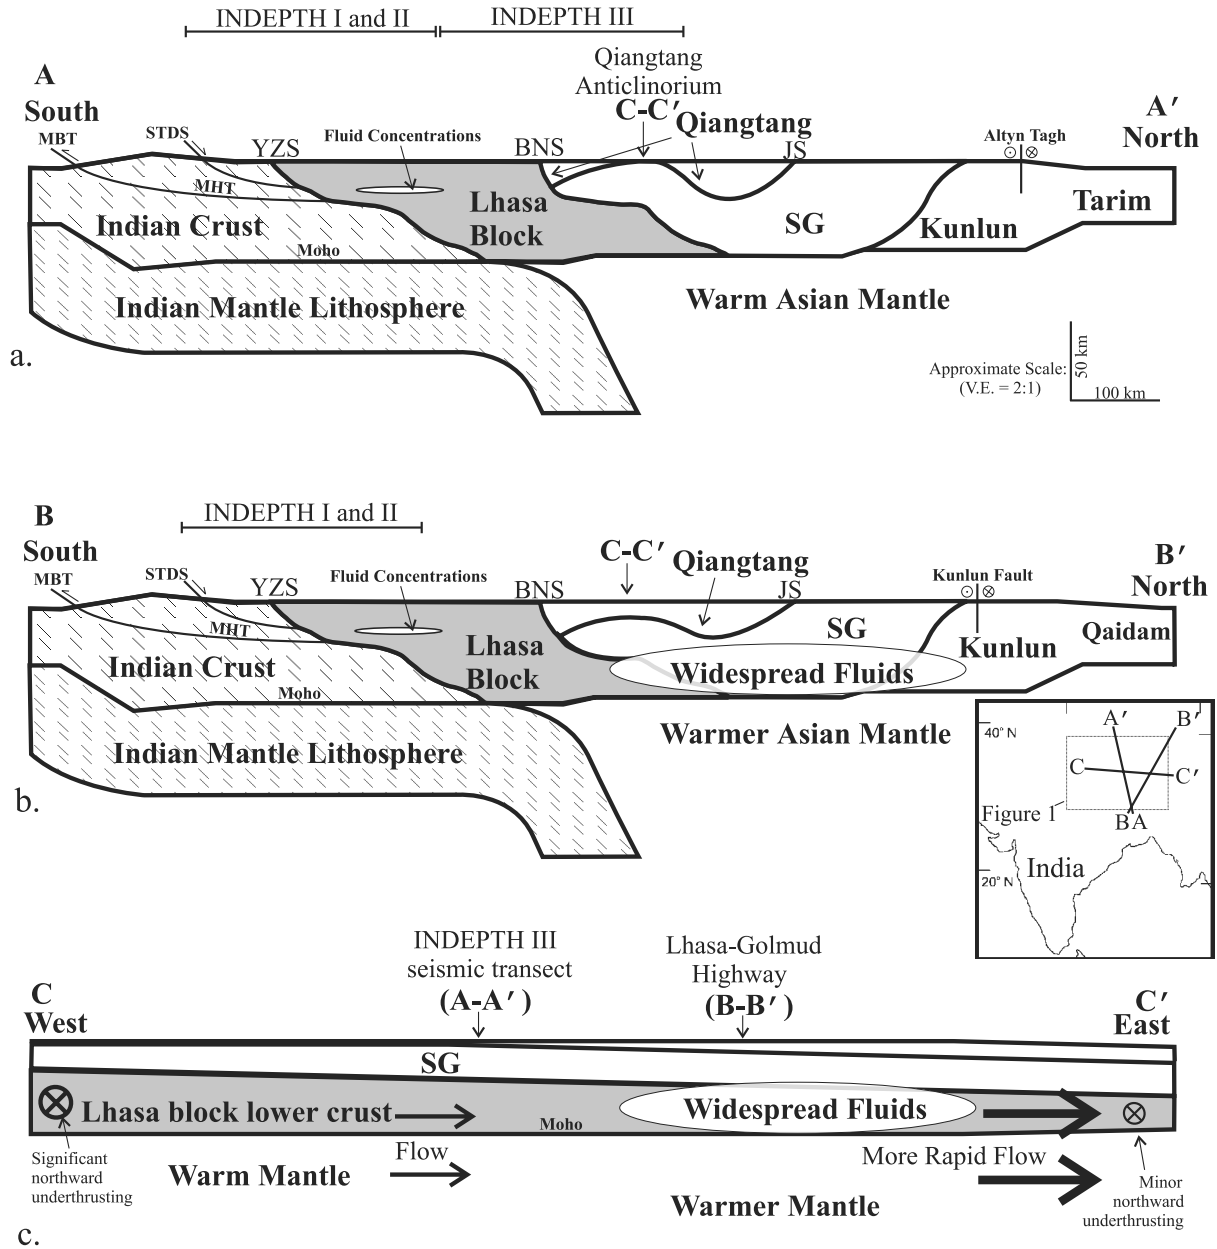 INDEPTH I and II
INDEPTH III
A
South
Qiangtang
Anticlinorium
C-C′
Qiangtang
A′
North
MBT
STDS
YZS
Fluid Concentrations
BNS
JS
Altyn Tagh
MHT
Indian Crust
Lhasa
Block
SG
Kunlun
Tarim
Moho
Indian Mantle Lithosphere
Warm Asian Mantle
a.
Approximate Scale:
(V.E. = 2:1)
50 km
100 km
B
South
INDEPTH I and II
C-C′
Qiangtang
B′
North
MBT
STDS
YZS
Fluid Concentrations
BNS
JS
Kunlun Fault
MHT
Indian Crust
Lhasa
Block
SG
Kunlun
Qaidam
Widespread Fluids
Moho
Indian Mantle Lithosphere
Warmer Asian Mantle
b.
40° N
A′
B′
C
C′
Figure 1
B A
India
20° N
INDEPTH III
seismic transect
(A-A′ )
Lhasa-Golmud
Highway
(B-B′ )
C
West
C′
East
SG
Lhasa block lower crust
Widespread Fluids
Moho
Significant
northward
underthrusting
Flow
Warm Mantle
More Rapid Flow
Warmer Mantle
Minor
northward
underthrusting
c.